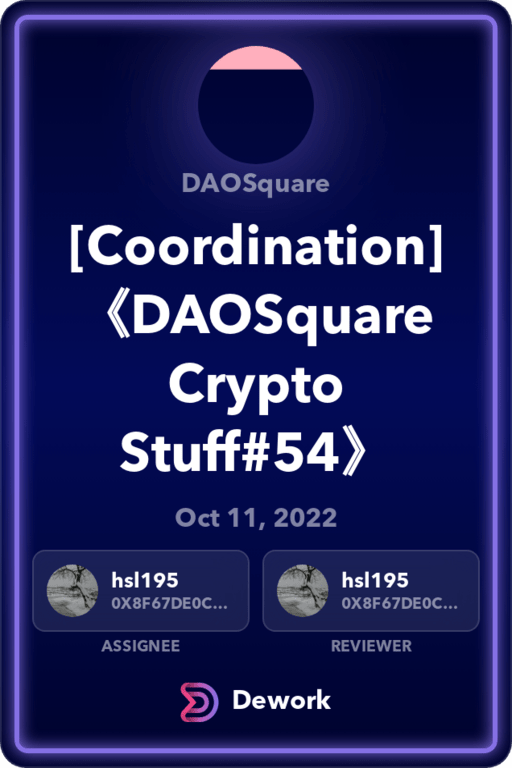 DAOSquare
[Coordination]
《DAOSquare
Crypto
Stuff#54》
Oct 11, 2022
hsl195
0X8F67DE0C...
ASSIGNEE
hsl195
0X8F67DE0C...
REVIEWER
Dework